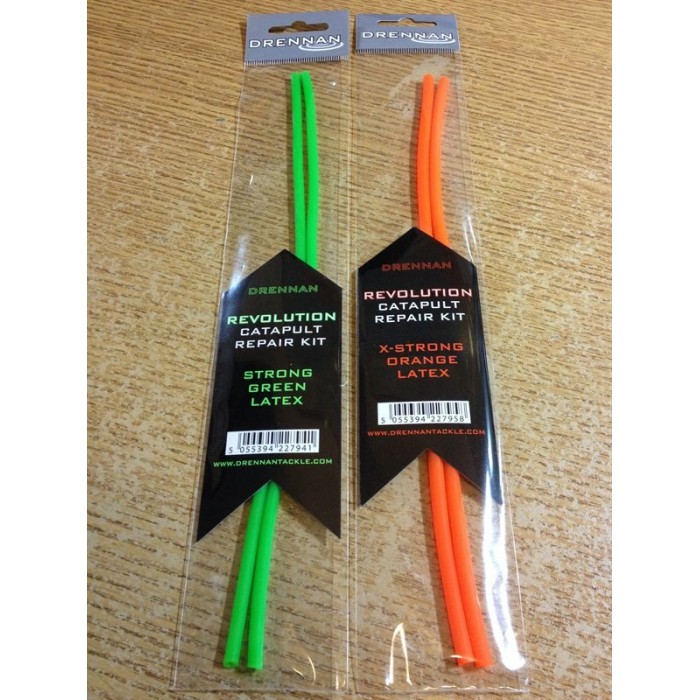 DRENNAN
DRENNAN
REVOLUTION
CATAPULT
REPAIR KIT
STRONG
GREEN
LATEX
5 055394 227941
WWW.DRENNANTACKLE.COM
DRENNAN
DRENNAN
REVOLUTION
CATAPULT
REPAIR KIT
X-STRONG
ORANGE
LATEX
5 055394 227958
WWW.DRENNANTACKLE.COM